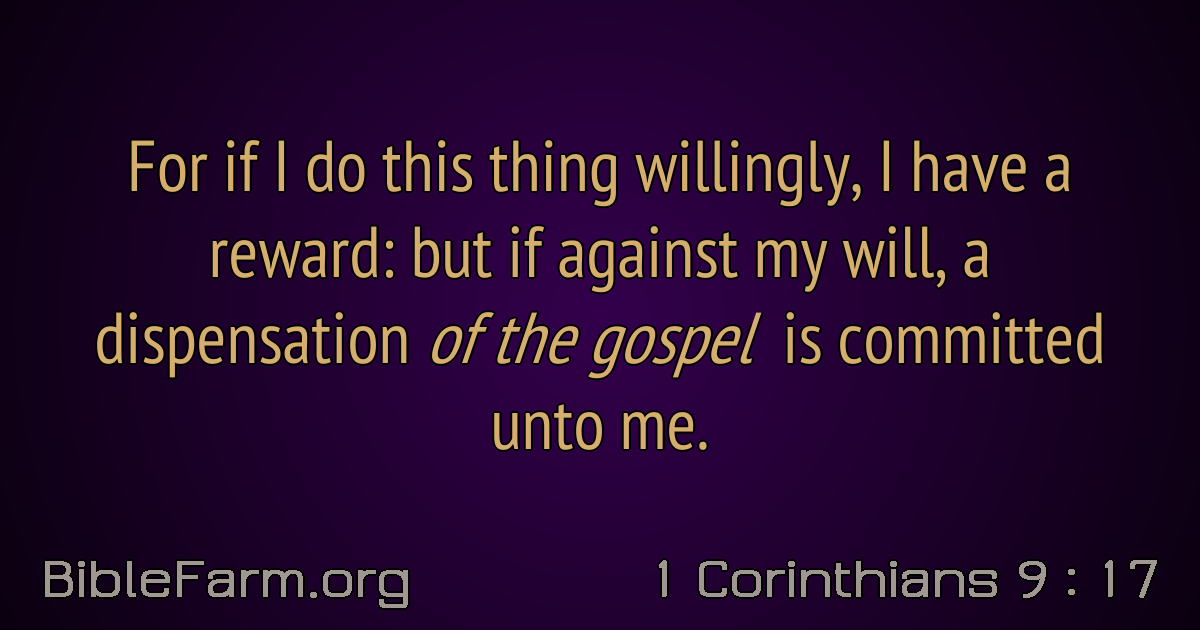 For if I do this thing willingly, I have a
reward: but if against my will, a
dispensation of the gospel is committed
unto me.
BibleFarm.org
1 Corinthians 9 : 17